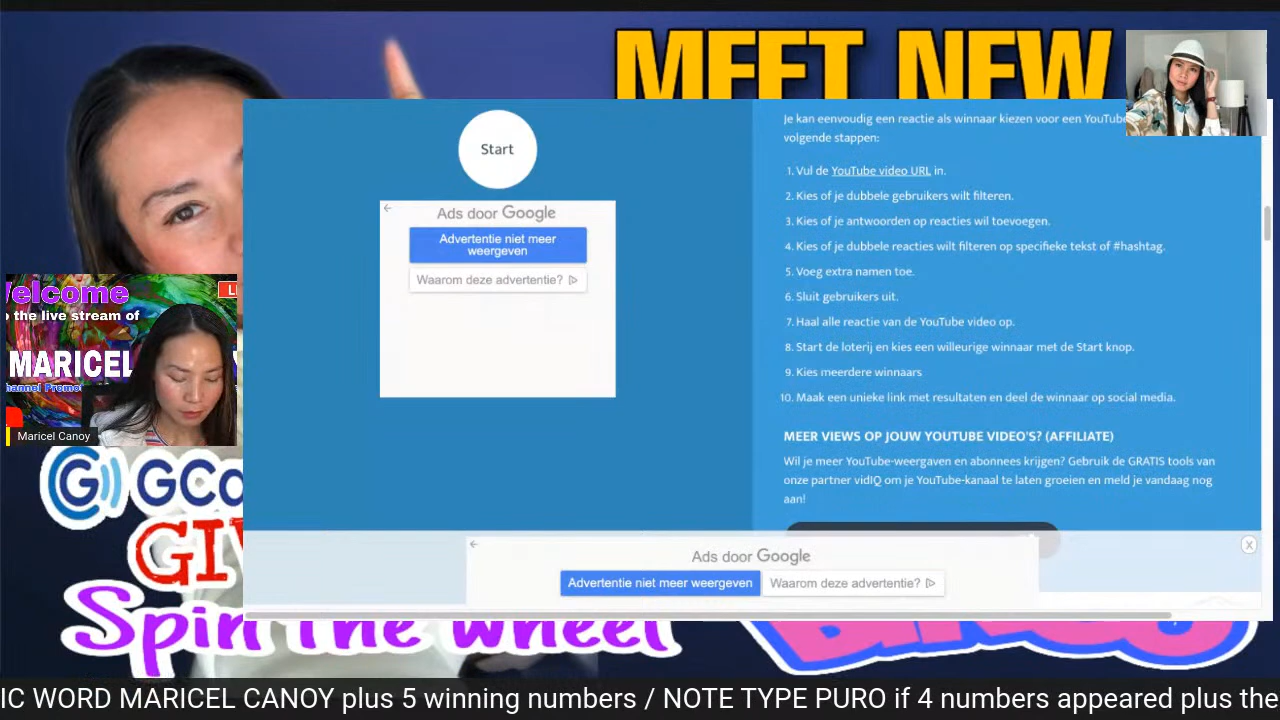 MEET NEW
Je kan eenvoudig een reactie als winnaar kiezen voor een YouTube
volgende stappen:
Start
1. Vul de YouTube video URL in.
2. Kies of je dubbele gebruikers wilt filteren.
3. Kies of je antwoorden op reacties wil toevoegen.
4. Kies of je dubbele reacties wilt filteren op specifieke tekst of #hashtag.
5. Voeg extra namen toe.
6. Sluit gebruikers uit.
7. Haal alle reactie van de YouTube video op.
8. Start de loterij en kies een willeurige winnaar met de Start knop.
9. Kies meerdere winnaars
10. Maak een unieke link met resultaten en deel de winnaar op social media.
MEER VIEWS OP JOUW YOUTUBE VIDEO'S? (AFFILIATE)
Wil je meer YouTube-weergaven en abonnees krijgen? Gebruik de GRATIS tools van
onze partner vidIQ om je YouTube-kanaal te laten groeien en meld je vandaag nog
aan!
Ads door Google
Advertentie niet meer
weergeven
Waarom deze advertentie?
elcome
the live stream of
MARICEL
hannel Promo
Maricel Canoy
Ads door Google
Advertentie niet meer weergeven
Waarom deze advertentie?
X
GCa
GIV
Spin the wheel
BINGO
IC WORD MARICEL CANOY plus 5 winning numbers / NOTE TYPE PURO if 4 numbers appeared plus the